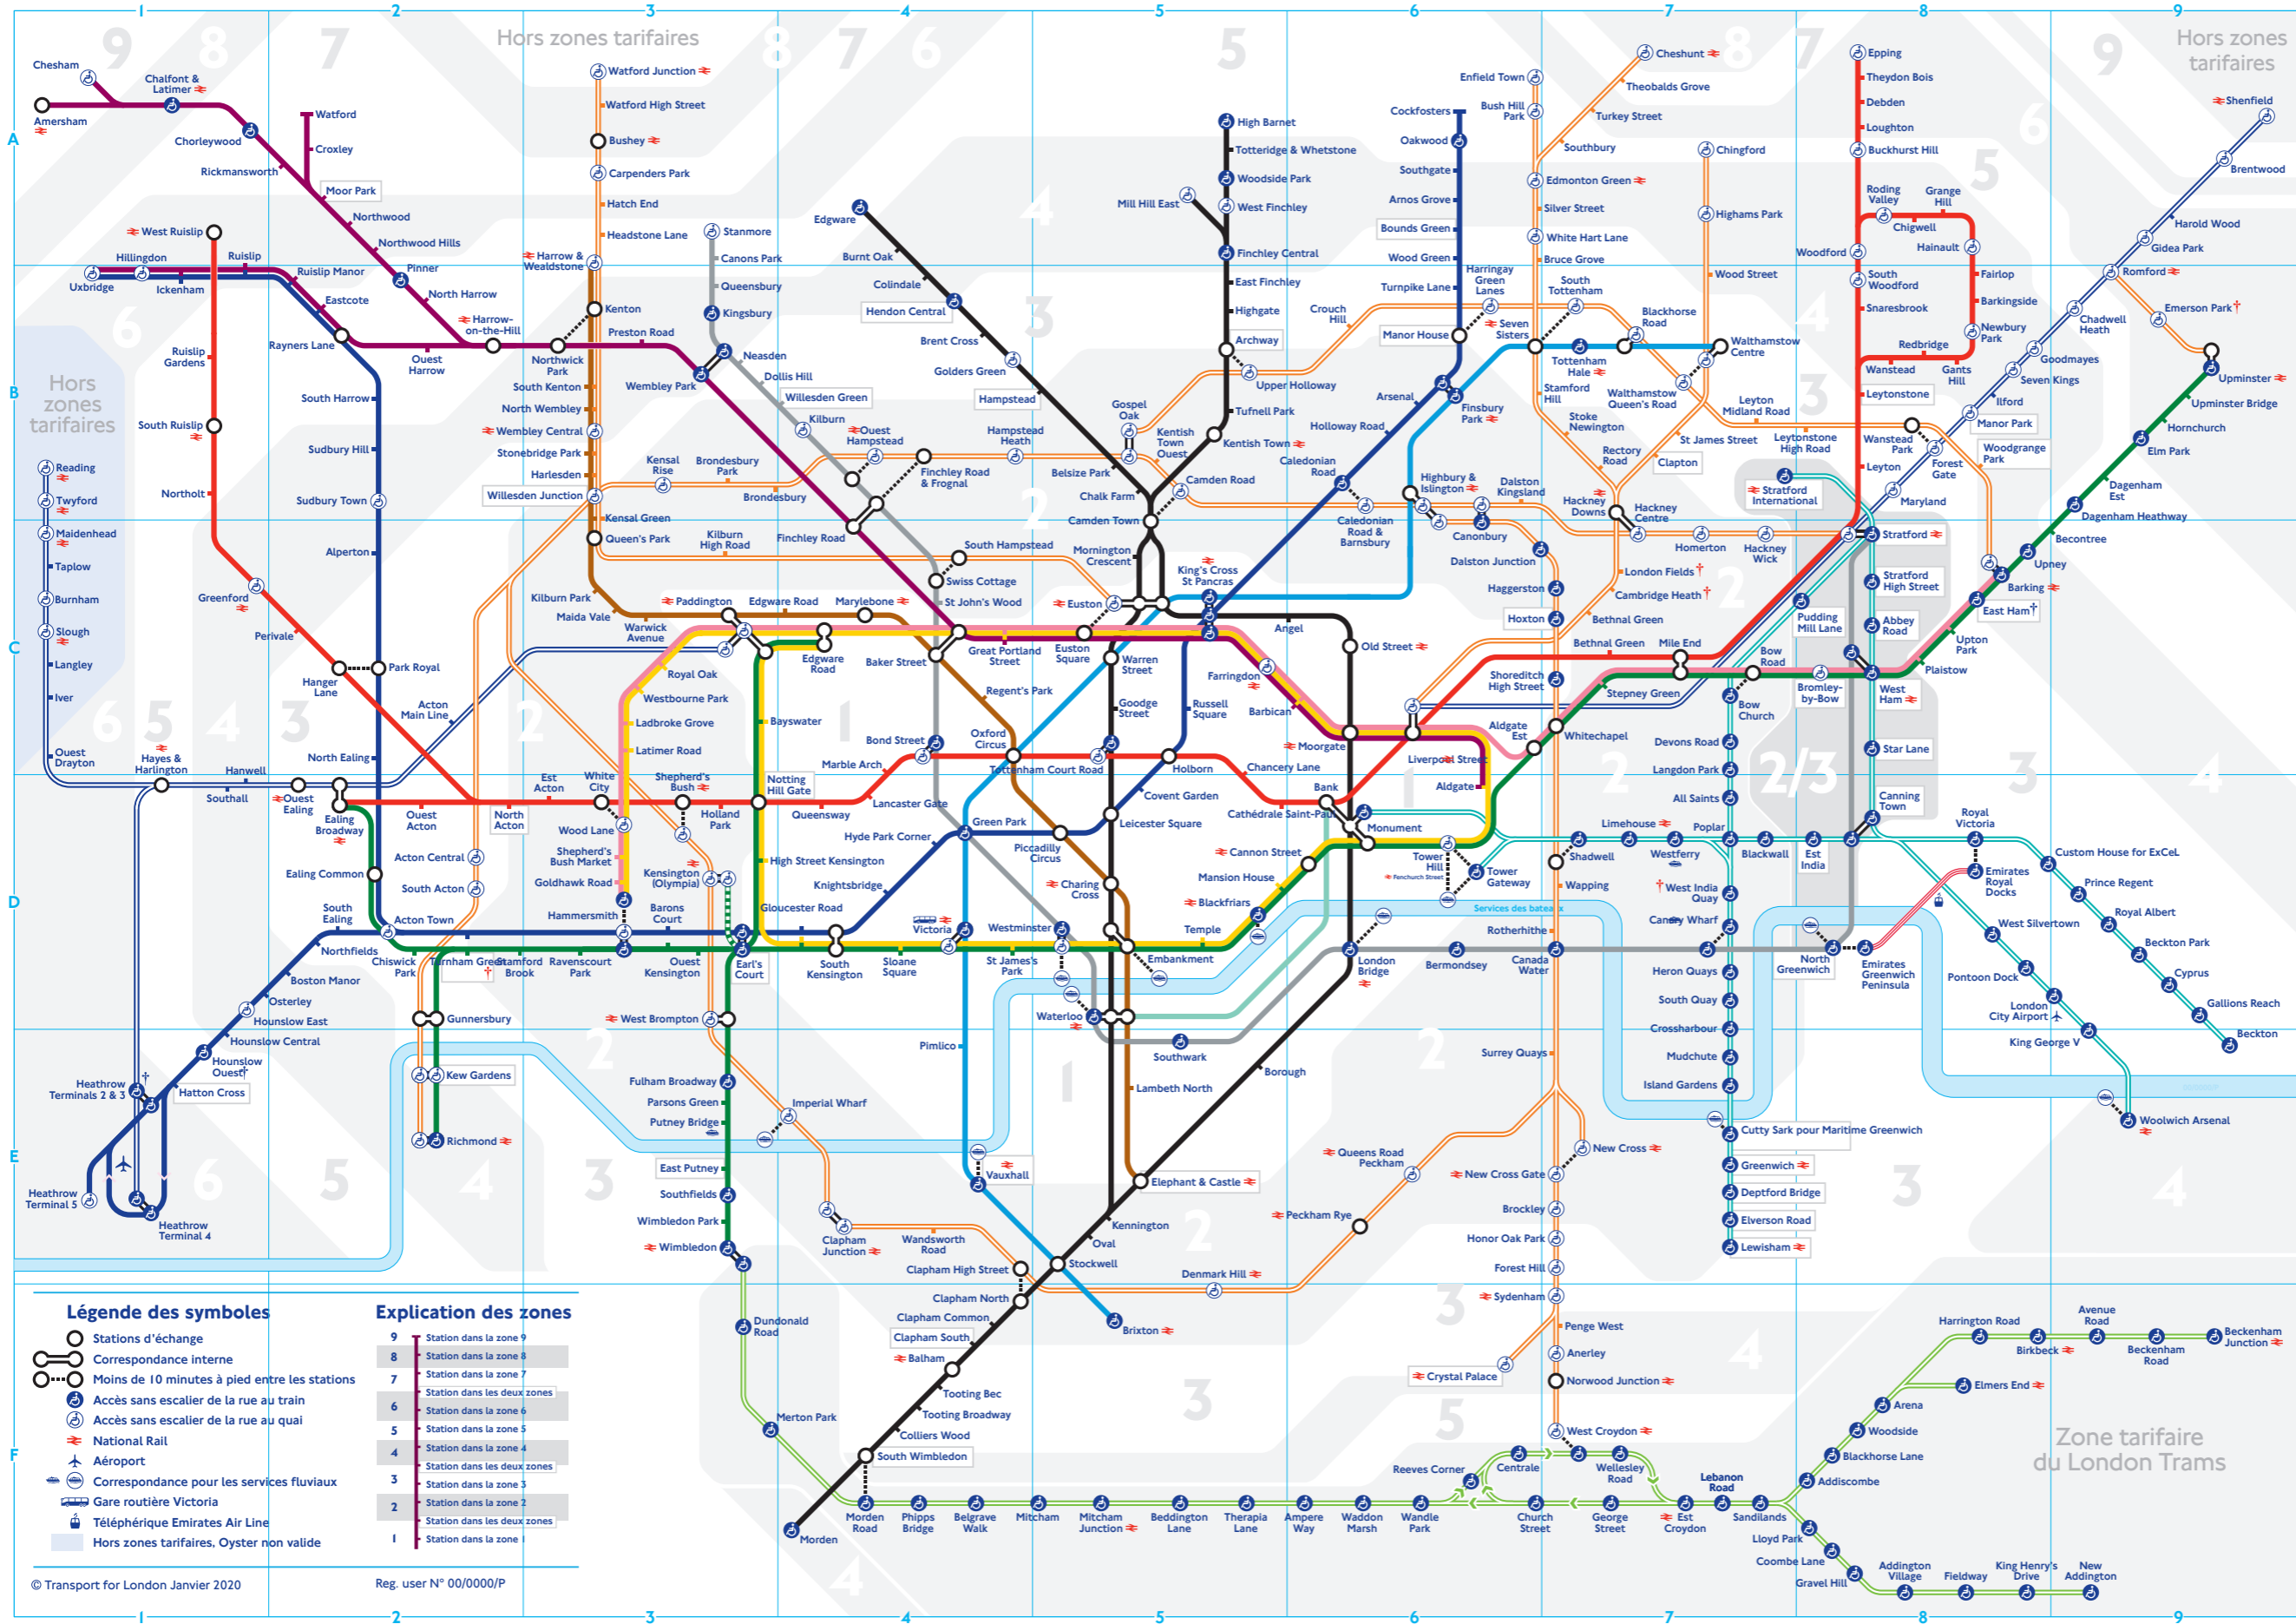 1
2
3
4
5
6
7
8
9
A
B
C
D
E
F
Hors zones tarifaires
Hors zones
tarifaires
Hors
zones
tarifaires
Chesham
Chalfont &
Latimer
Amersham
Chorleywood
Rickmansworth
Watford
Croxley
Moor Park
Northwood
Northwood Hills
Pinner
North Harrow
Harrow-
on-the-Hill
West Ruislip
Hillingdon
Ruislip
Uxbridge
Ickenham
Ruislip Manor
Eastcote
Rayners Lane
Ouest
Harrow
Northwick
Park
Preston Road
Ruislip
Gardens
South Ruislip
Northolt
Greenford
Perivale
Hanger
Lane
Park Royal
South Harrow
Sudbury Hill
Sudbury Town
Alperton
North Ealing
Watford Junction
Watford High Street
Bushey
Carpenders Park
Hatch End
Headstone Lane
Harrow &
Wealdstone
Kenton
South Kenton
North Wembley
Wembley Central
Stonebridge Park
Harlesden
Willesden Junction
Kensal Green
Queen's Park
Kilburn Park
Maida Vale
Warwick
Avenue
Paddington
Edgware Road
Marylebone
Stanmore
Canons Park
Queensbury
Kingsbury
Neasden
Wembley Park
Dollis Hill
Willesden Green
Kilburn
Ouest
Hampstead
Finchley Road
& Frognal
Hampstead
Heath
Kensal
Rise
Brondesbury
Park
Brondesbury
Finchley Road
Kilburn
High Road
South Hampstead
Swiss Cottage
St John's Wood
Edgware
Burnt Oak
Colindale
Hendon Central
Brent Cross
Golders Green
Hampstead
Belsize Park
Chalk Farm
Camden Town
Mornington
Crescent
Euston
High Barnet
Totteridge & Whetstone
Woodside Park
West Finchley
Mill Hill East
Finchley Central
East Finchley
Highgate
Archway
Upper Holloway
Crouch
Hill
Tufnell Park
Kentish Town
Gospel
Oak
Kentish
Town
Ouest
Camden Road
Cockfosters
Oakwood
Southgate
Arnos Grove
Bounds Green
Wood Green
Turnpike Lane
Manor House
Harringay
Green
Lanes
Seven
Sisters
South
Tottenham
Tottenham
Hale
Blackhorse
Road
Walthamstow
Centre
Walthamstow
Queen's Road
Arsenal
Finsbury
Park
Holloway Road
Caledonian
Road
Highbury &
Islington
Caledonian
Road &
Barnsbury
Canonbury
Dalston
Kingsland
Dalston Junction
Haggerston
Hoxton
Shoreditch
High Street
Enfield Town
Bush Hill
Park
Cheshunt
Theobalds Grove
Turkey Street
Southbury
Edmonton Green
Silver Street
White Hart Lane
Bruce Grove
Stamford
Hill
Stoke
Newington
Rectory
Road
Hackney
Downs
Hackney
Centre
Homerton
Hackney
Wick
London Fields †
Cambridge Heath †
Bethnal Green
Chingford
Highams Park
Wood Street
St James Street
Clapton
Leyton
Midland Road
Leytonstone
High Road
Wanstead
Park
Woodgrange
Park
Epping
Theydon Bois
Debden
Loughton
Buckhurst Hill
Roding
Valley
Grange
Hill
Chigwell
Hainault
Woodford
South
Woodford
Snaresbrook
Fairlop
Barkingside
Newbury
Park
Redbridge
Wanstead
Gants
Hill
Leytonstone
Leyton
Stratford
International
Stratford
Stratford
High Street
Abbey
Road
Pudding
Mill Lane
Shenfield
Brentwood
Harold Wood
Gidea Park
Romford
Emerson Park †
Chadwell
Heath
Goodmayes
Seven Kings
Ilford
Manor Park
Forest
Gate
Maryland
Upminster
Upminster Bridge
Hornchurch
Elm Park
Dagenham
Est
Dagenham Heathway
Becontree
Upney
Barking
East Ham †
Upton
Park
Plaistow
West
Ham
Bromley-
by-Bow
Bow
Road
Bow
Church
Mile End
Bethnal Green
Stepney Green
Whitechapel
Aldgate
Est
Aldgate
Liverpool Street
Moorgate
Old Street
Angel
King's Cross
St Pancras
Farringdon
Barbican
Euston
Square
Great Portland
Street
Baker Street
Edgware
Road
Warren
Street
Regent's Park
Goodge
Street
Russell
Square
Oxford
Circus
Bond Street
Tottenham Court Road
Holborn
Chancery Lane
Marble Arch
Lancaster Gate
Queensway
Notting
Hill Gate
Bayswater
Royal Oak
Westbourne Park
Ladbroke Grove
Latimer Road
White
City
Shepherd's
Bush
Holland
Park
Wood Lane
Shepherd's
Bush Market
Goldhawk Road
Hammersmith
Kensington
(Olympia)
High Street Kensington
Barons
Court
Gloucester Road
Earl's
Court
Ouest
Kensington
Ravenscourt
Park
Stamford
Brook
Turnham Green
†
Chiswick
Park
Acton Town
South
Ealing
Northfields
Boston Manor
Osterley
Hounslow East
Hounslow Central
Hounslow
Ouest †
Hatton Cross
Heathrow
Terminals 2 & 3
†
Heathrow
Terminal 5
Heathrow
Terminal 4
Reading
Twyford
Maidenhead
Taplow
Burnham
Slough
Langley
Iver
Ouest
Drayton
Hayes &
Harlington
Hanwell
Southall
Ouest
Ealing
Ealing
Broadway
Ealing Common
Acton
Main Line
Ouest
Acton
North
Acton
Est
Acton
Acton Central
South Acton
Gunnersbury
Kew Gardens
Richmond
West Brompton
Fulham Broadway
Parsons Green
Putney Bridge
East Putney
Southfields
Wimbledon Park
Wimbledon
Imperial Wharf
Clapham
Junction
Wandsworth
Road
Clapham High Street
Clapham North
Clapham Common
Clapham South
Balham
Tooting Bec
Tooting Broadway
Colliers Wood
South Wimbledon
Morden
Stockwell
Oval
Kennington
Brixton
Vauxhall
Pimlico
Victoria
South
Kensington
Sloane
Square
St James's
Park
Westminster
Embankment
Temple
Blackfriars
Mansion House
Cannon Street
Monument
Bank
Cathédrale Saint-Paul
Tower
Hill
Fenchurch Street
Tower
Gateway
Knightsbridge
Hyde Park Corner
Green Park
Piccadilly
Circus
Leicester Square
Covent Garden
Charing
Cross
Waterloo
Southwark
Lambeth North
Elephant & Castle
Borough
London
Bridge
Bermondsey
Canada
Water
Rotherhithe
Wapping
Shadwell
Surrey Quays
Services des bateaux
Limehouse
Westferry
Poplar
Blackwall
Est
India
Canning
Town
Star Lane
Devons Road
Langdon Park
All Saints
† West India
Quay
Canary Wharf
Heron Quays
South Quay
Crossharbour
Mudchute
Island Gardens
Cutty Sark pour Maritime Greenwich
Greenwich
Deptford Bridge
Elverson Road
Lewisham
North
Greenwich
Emirates
Greenwich
Peninsula
Emirates
Royal
Docks
Royal
Victoria
Custom House for ExCeL
Prince Regent
Royal Albert
Beckton Park
Cyprus
Gallions Reach
Beckton
West Silvertown
Pontoon Dock
London
City Airport
King George V
Woolwich Arsenal
Queens Road
Peckham
Peckham Rye
Denmark Hill
New Cross
New Cross Gate
Brockley
Honor Oak Park
Forest Hill
Sydenham
Penge West
Anerley
Crystal Palace
Norwood Junction
West Croydon
Dundonald
Road
Merton Park
Morden
Road
Phipps
Bridge
Belgrave
Walk
Mitcham
Mitcham
Junction
Beddington
Lane
Therapia
Lane
Ampere
Way
Waddon
Marsh
Wandle
Park
Reeves Corner
Centrale
Wellesley
Road
Church
Street
George
Street
Est
Croydon
Lebanon
Road
Sandilands
Lloyd Park
Coombe Lane
Gravel Hill
Addington
Village
Fieldway
King Henry's
Drive
New
Addington
Addiscombe
Blackhorse Lane
Woodside
Arena
Elmers End
Harrington Road
Birkbeck
Avenue
Road
Beckenham
Road
Beckenham
Junction
Zone tarifaire
du London Trams
2/3
Légende des symboles
Stations d'échange
Correspondance interne
Moins de 10 minutes à pied entre les stations
Accès sans escalier de la rue au train
Accès sans escalier de la rue au quai
National Rail
Aéroport
Correspondance pour les services fluviaux
Gare routière Victoria
Téléphérique Emirates Air Line
Hors zones tarifaires, Oyster non valide
Explication des zones
9 Station dans la zone 9
8 Station dans la zone 8
7 Station dans la zone 7
Station dans les deux zones
6 Station dans la zone 6
5 Station dans la zone 5
4 Station dans la zone 4
Station dans les deux zones
3 Station dans la zone 3
2 Station dans la zone 2
Station dans les deux zones
1 Station dans la zone 1
© Transport for London Janvier 2020
Reg. user N° 00/0000/P